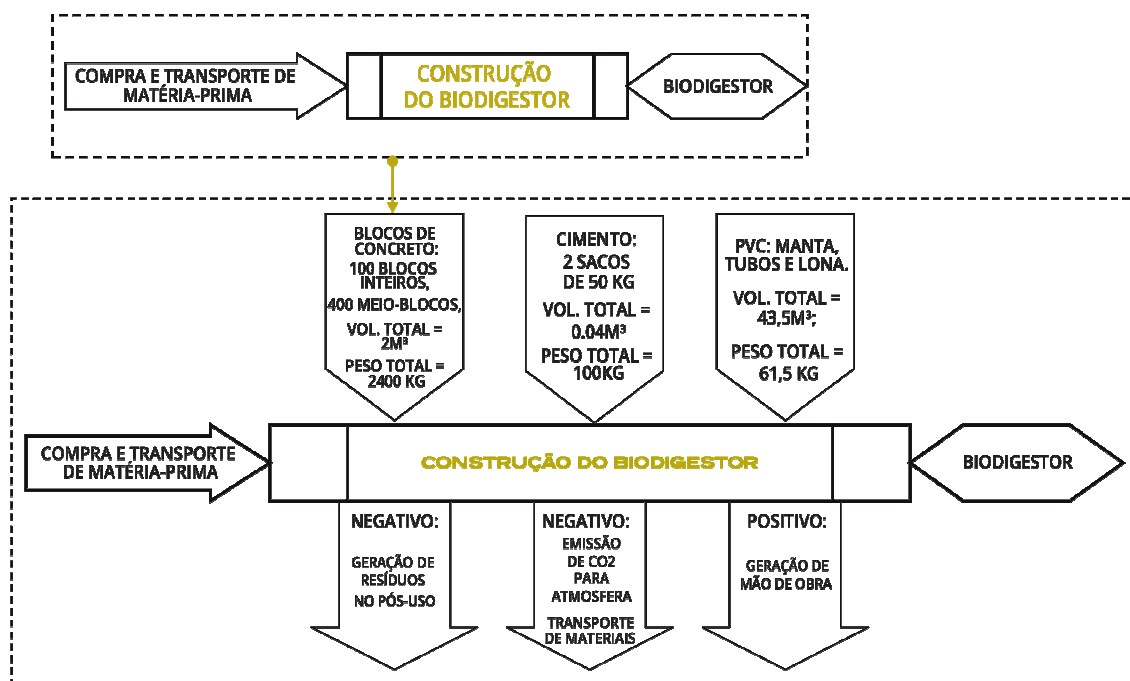 COMPRA E TRANSPORTE DE
MATÉRIA-PRIMA
CONSTRUÇÃO
DO BIODIGESTOR
BIODIGESTOR
BLOCOS DE
CONCRETO:
100 BLOCOS
INTEIROS,
400 MEIO-BLOCOS,
VOL. TOTAL =
2M³
PESO TOTAL =
2400 KG
CIMENTO:
2 SACOS
DE 50 KG
VOL. TOTAL =
0.04M³
PESO TOTAL =
100KG
PVC: MANTA,
TUBOS E LONA.
VOL. TOTAL =
43,5M³;
PESO TOTAL =
61,5 KG
COMPRA E TRANSPORTE
DE MATÉRIA-PRIMA
CONSTRUÇÃO DO BIODIGESTOR
BIODIGESTOR
NEGATIVO:
GERAÇÃO DE
RESÍDUOS
NO PÓS-USO
NEGATIVO:
EMISSÃO
DE CO2
PARA
ATMOSFERA
TRANSPORTE
DE MATERIAIS
POSITIVO:
GERAÇÃO DE
MÃO DE OBRA